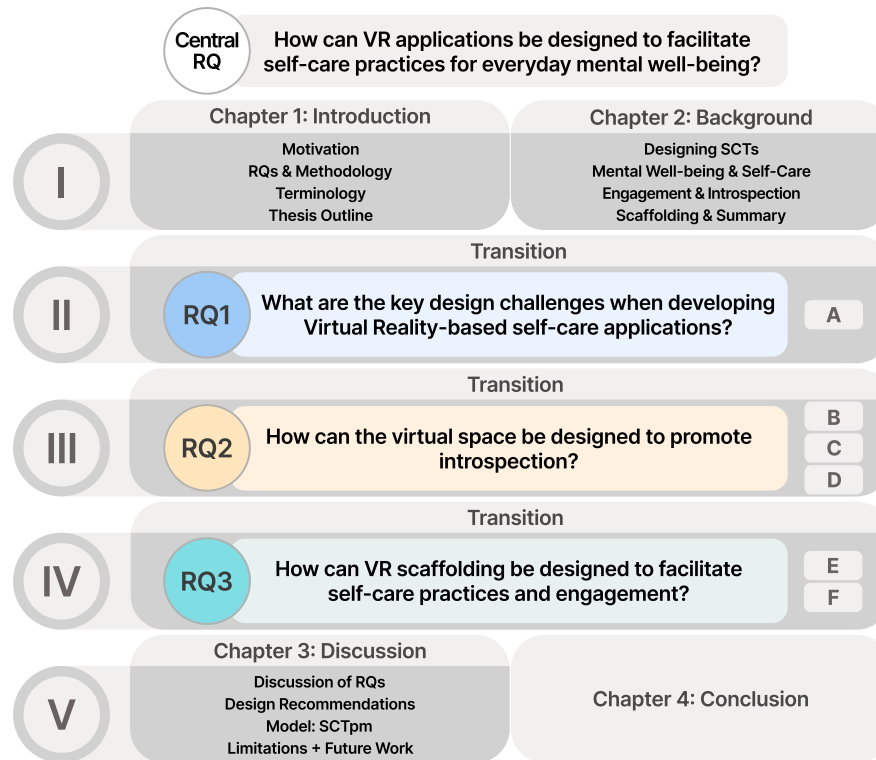 Central
RQ
How can VR applications be designed to facilitate
self-care practices for everyday mental well-being?
Chapter 1: Introduction
Chapter 2: Background
I
Motivation
RQs & Methodology
Terminology
Thesis Outline
Designing SCTs
Mental Well-being & Self-Care
Engagement & Introspection
Scaffolding & Summary
Transition
II
RQ1
What are the key design challenges when developing
Virtual Reality-based self-care applications?
A
Transition
III
RQ2
How can the virtual space be designed to promote
introspection?
B
C
D
Transition
IV
RQ3
How can VR scaffolding be designed to facilitate
self-care practices and engagement?
E
F
Chapter 3: Discussion
V
Discussion of RQs
Design Recommendations
Model: SCTpm
Limitations + Future Work
Chapter 4: Conclusion